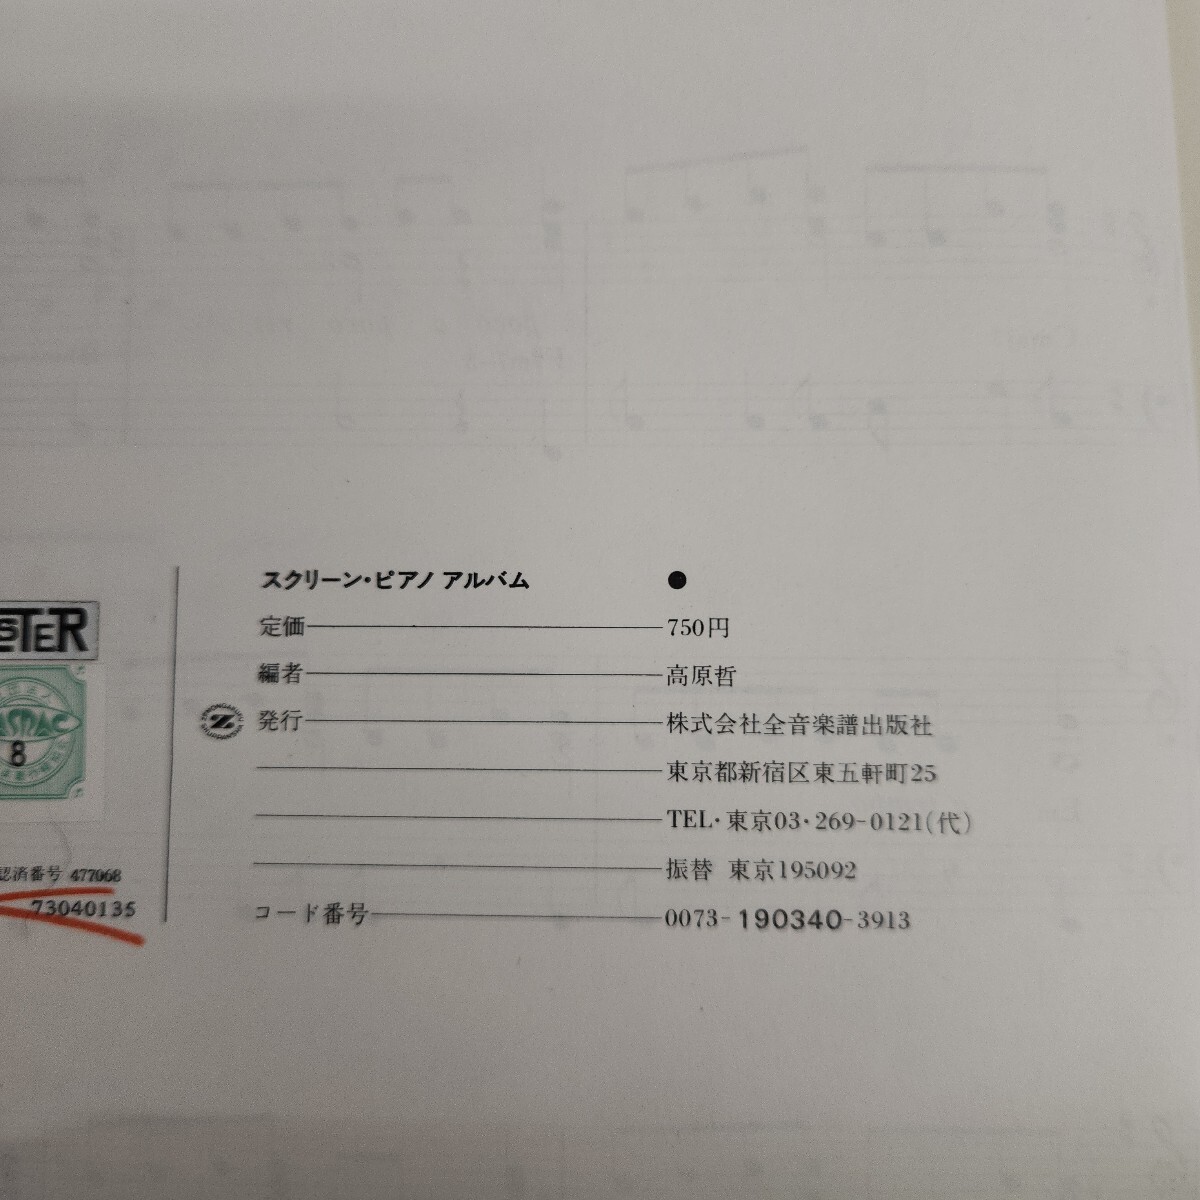 スクリーン・ピアノ アルバム ●
定価 750円
編者 高原哲
発行 株式会社全音楽譜出版社
東京都新宿区東五軒町25
TEL・東京03・269-0121(代)
振替 東京195092
コード番号 0073-190340-3913
STER
8
認済番号 477068
73040135